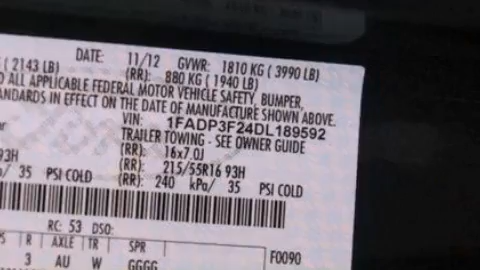 DATE: 11/12 GVWR: 1810 KG ( 3990 LB)
( 2143 LB) (RR): 880 KG ( 1940 LB)
ALL APPLICABLE FEDERAL MOTOR VEHICLE SAFETY, BUMPER,
IN EFFECT ON THE DATE OF MANUFACTURE SHOWN ABOVE.
VIN: 1FADP3F24DL189592
TRAILER TOWING - SEE OWNER GUIDE
(RR): 16x7.0J
93H (RR): 215/55R16 93H
/ 35 PSI COLD (RR): 240 kPa/ 35 PSI COLD
RC: 53 DSO:
R AXLE TR SPR F0090
3 AU W GGGG